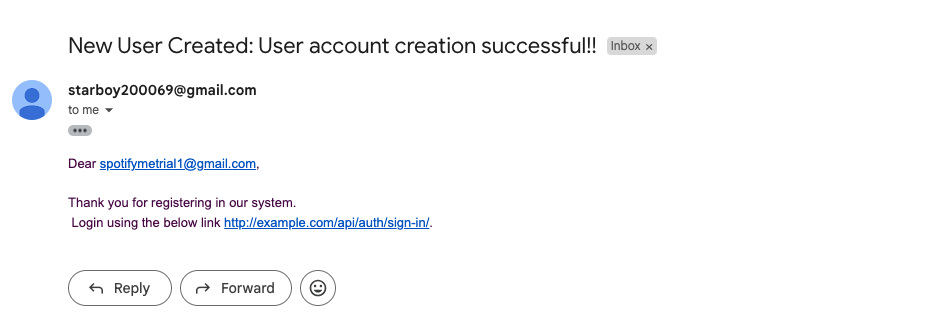 New User Created: User account creation successful!! Inbox ×
starboy200069@gmail.com
to me
Dear spotifymetrial1@gmail.com,
Thank you for registering in our system.
Login using the below link http://example.com/api/auth/sign-in/.
Reply Forward